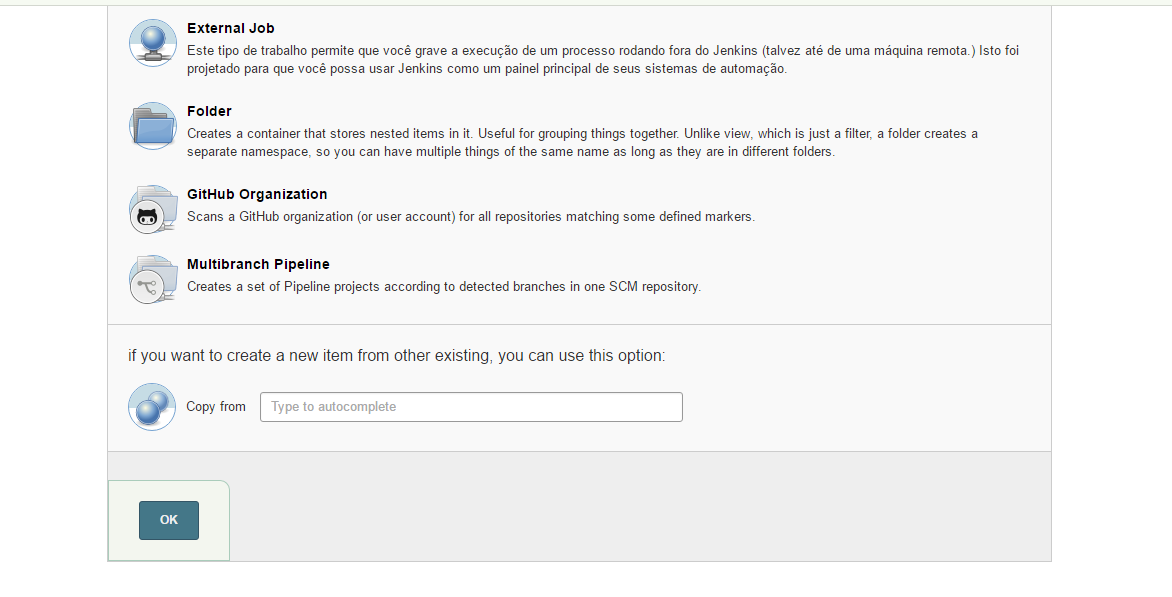 External Job
Este tipo de trabalho permite que você grave a execução de um processo rodando fora do Jenkins (talvez até de uma máquina remota.) Isto foi
projetado para que você possa usar Jenkins como um painel principal de seus sistemas de automação.
Folder
Creates a container that stores nested items in it. Useful for grouping things together. Unlike view, which is just a filter, a folder creates a
separate namespace, so you can have multiple things of the same name as long as they are in different folders.
GitHub Organization
Scans a GitHub organization (or user account) for all repositories matching some defined markers.
Multibranch Pipeline
Creates a set of Pipeline projects according to detected branches in one SCM repository.
if you want to create a new item from other existing, you can use this option:
Copy from
Type to autocomplete
OK